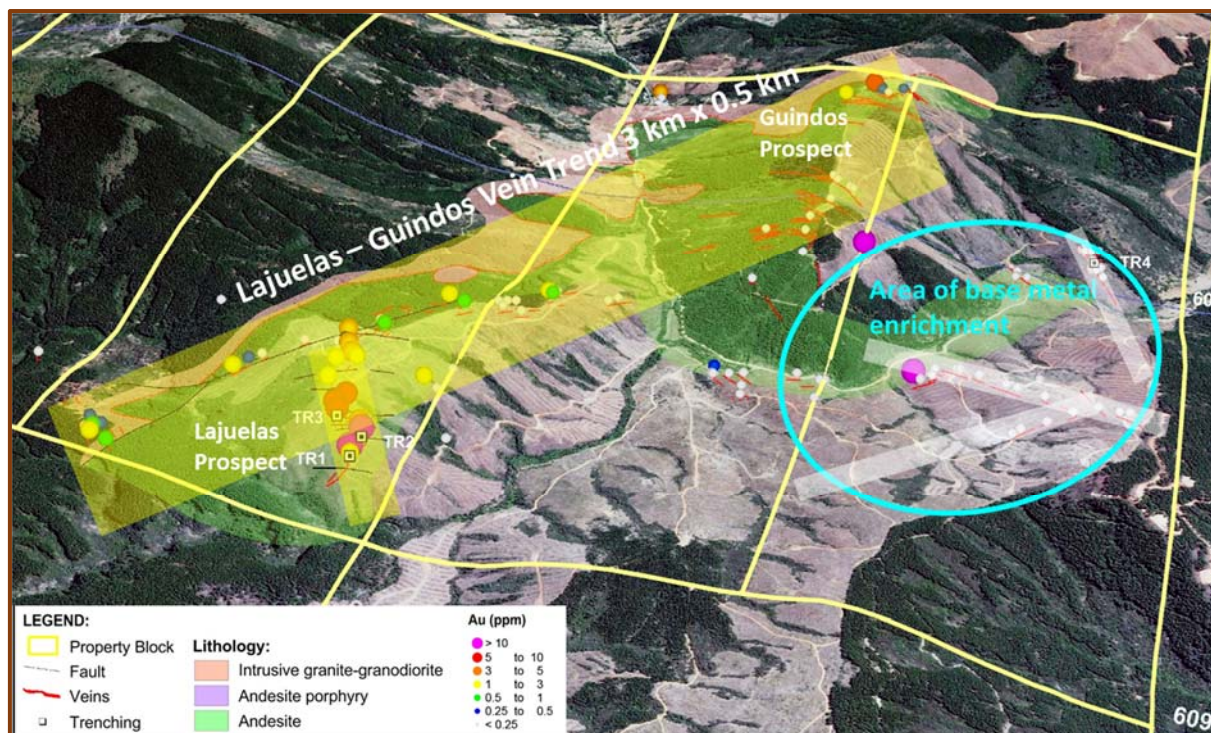 Lajuelas – Guindos Vein Trend 3 km x 0.5 km
Guindos
Prospect
TR4
Area of base metal
enrichment
60
TR3
TR2
Lajuelas
Prospect
TR1
609
LEGEND:
Property Block
Fault
Veins
Trenching
Lithology:
Intrusive granite-granodiorite
Andesite porphyry
Andesite
Au (ppm)
> 10
5 to 10
3 to 5
1 to 3
0.5 to 1
0.25 to 0.5
< 0.25